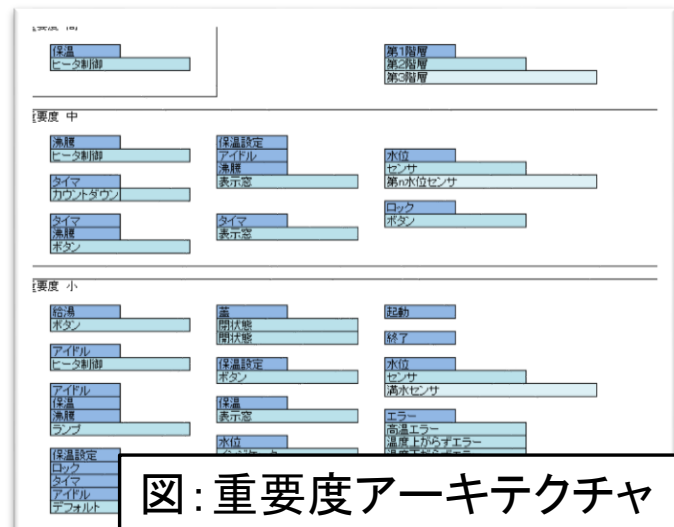 保温
ヒータ制御
第1階層
第2階層
第3階層
重要度 中
沸騰
ヒータ制御
タイマ
カウントダウン
タイマ
沸騰
ボタン
保温設定
アイドル
沸騰
表示窓
タイマ
表示窓
水位
センサ
第n水位センサ
ロック
ボタン
重要度 小
給湯
ボタン
アイドル
ヒータ制御
アイドル
保温
沸騰
ランプ
保温設定
ロック
タイマ
アイドル
デフォルト
蓋
閉状態
開状態
保温設定
ボタン
保温
表示窓
水位
起動
終了
水位
センサ
満水センサ
エラー
高温エラー
温度上がらずエラー
図:重要度アーキテクチャ